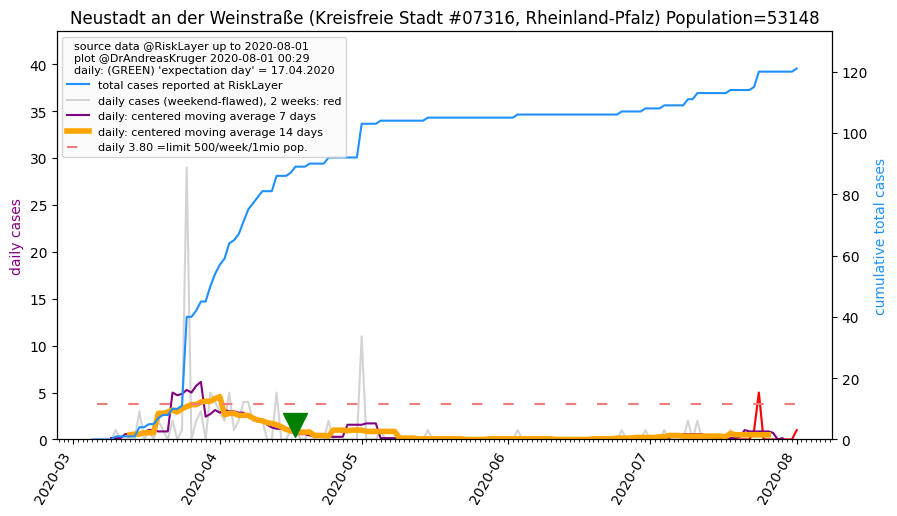 Neustadt an der Weinstraße (Kreisfreie Stadt #07316, Rheinland-Pfalz) Population=53148
source data @RiskLayer up to 2020-08-01
plot @DrAndreasKruger 2020-08-01 00:29
daily: (GREEN) 'expectation day' = 17.04.2020
total cases reported at RiskLayer
daily cases (weekend-flawed), 2 weeks: red
daily: centered moving average 7 days
daily: centered moving average 14 days
daily 3.80 =limit 500/week/1mio pop.
daily cases
40
35
30
25
20
15
10
5
0
cumulative total cases
120
100
80
60
40
20
0
2020-03
2020-04
2020-05
2020-06
2020-07
2020-08